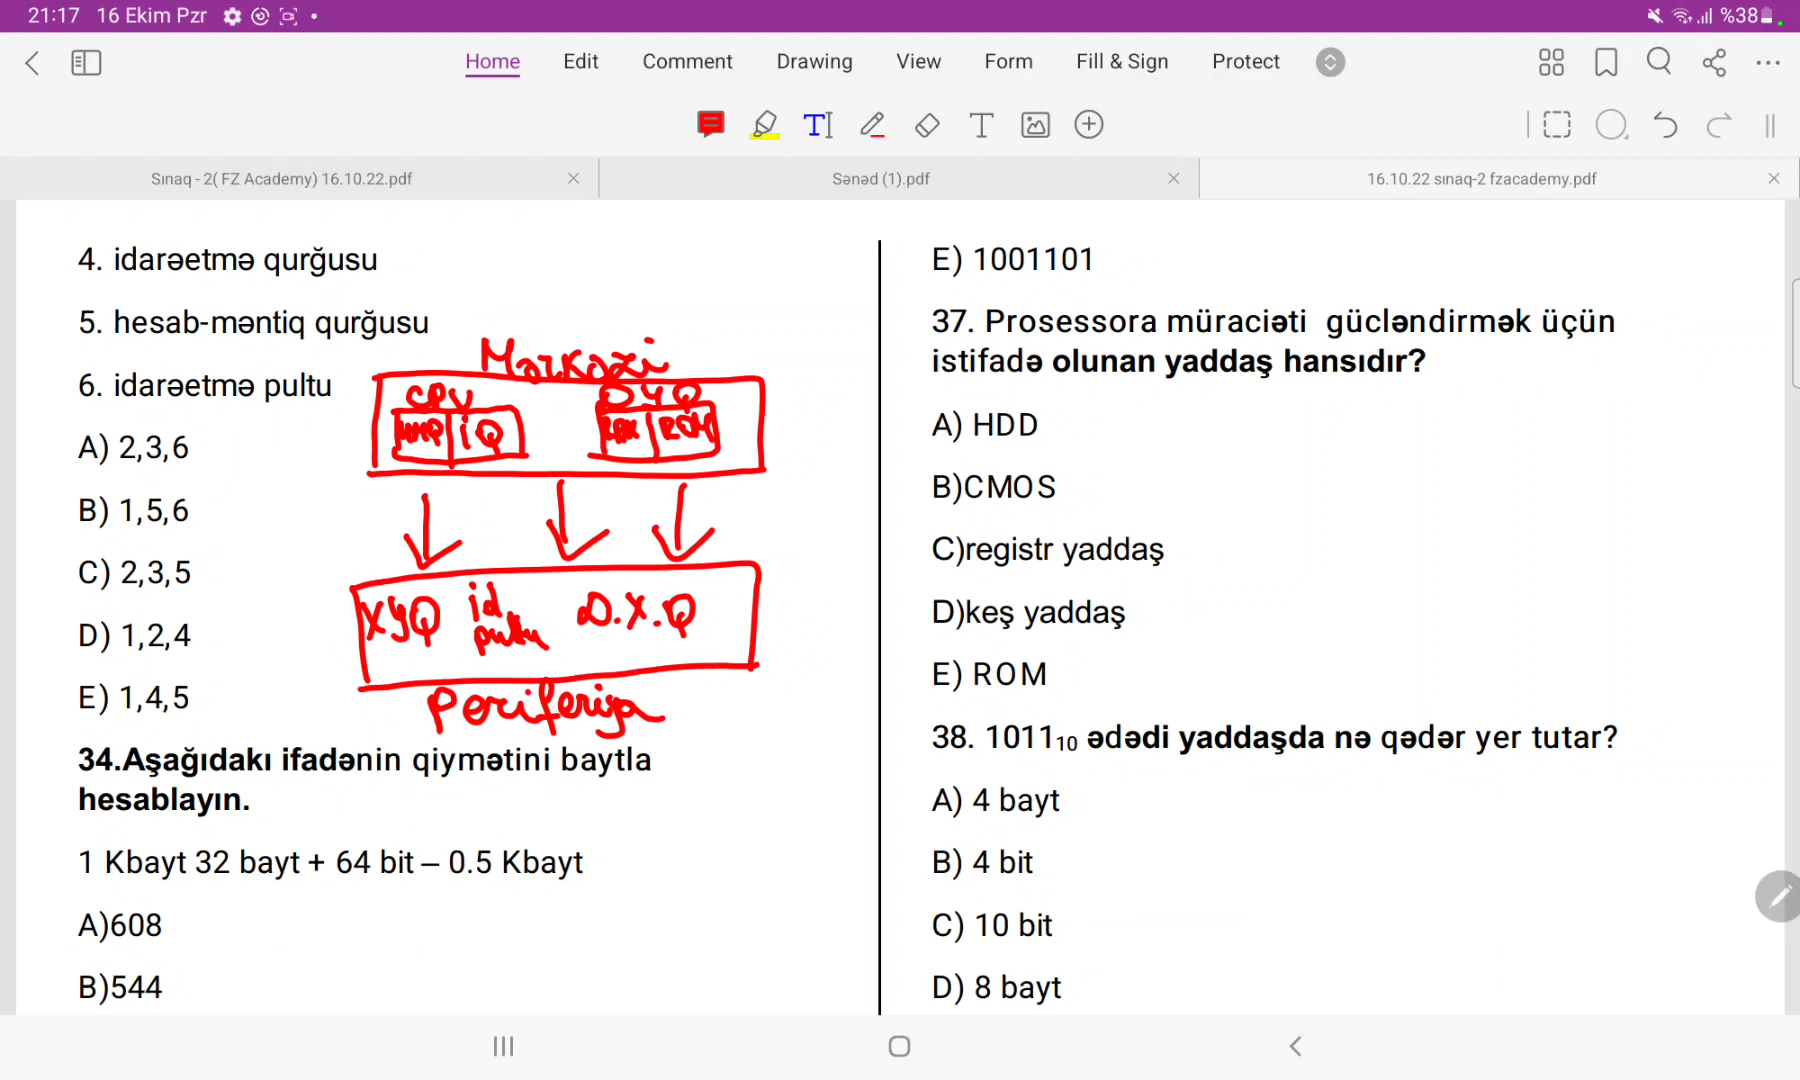 21:17 16 Ekim Pzr
%38
Home Edit Comment Drawing View Form Fill & Sign Protect
Sınaq - 2( FZ Academy) 16.10.22.pdf
Sənəd (1).pdf
16.10.22 sınaq-2 fzacademy.pdf
4. idarəetmə qurğusu
5. hesab-məntiq qurğusu
6. idarəetmə pultu
A) 2,3,6
B) 1,5,6
C) 2,3,5
D) 1,2,4
E) 1,4,5
Mərkəzi
CPU DYQ
HMQ İQ RAM ROM
XYQ id pultu D.X.Q
Periferiya
34.Aşağıdakı ifadənin qiymətini baytla
hesablayın.
1 Kbayt 32 bayt + 64 bit – 0.5 Kbayt
A)608
B)544
E) 1001101
37. Prosessora müraciəti gücləndirmək üçün
istifadə olunan yaddaş hansıdır?
A) HDD
B)CMOS
C)registr yaddaş
D)keş yaddaş
E) ROM
38. 1011₁₀ ədədi yaddaşda nə qədər yer tutar?
A) 4 bayt
B) 4 bit
C) 10 bit
D) 8 bayt